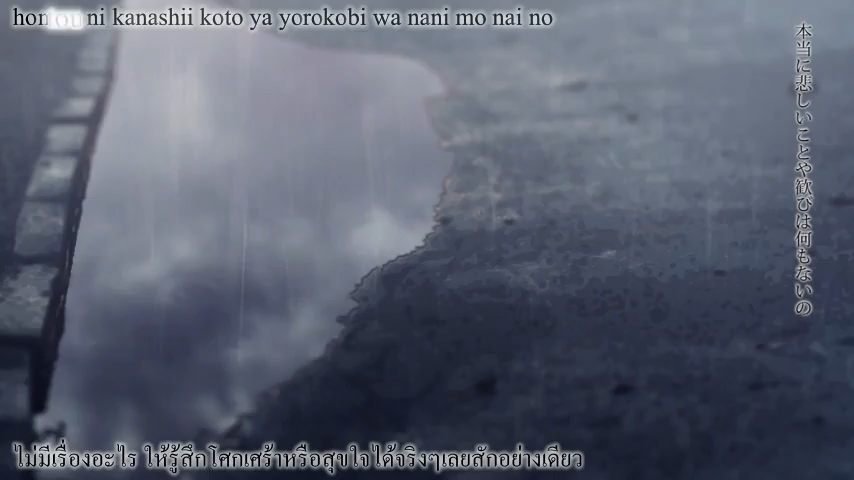 hontou ni kanashii koto ya yorokobi wa nani mo nai no
本当に悲しいことや歓びは何もないの
ไม่มีเรื่องอะไร ให้รู้สึกโศกเศร้าหรือสุขใจได้จริงๆเลยสักอย่างเดียว